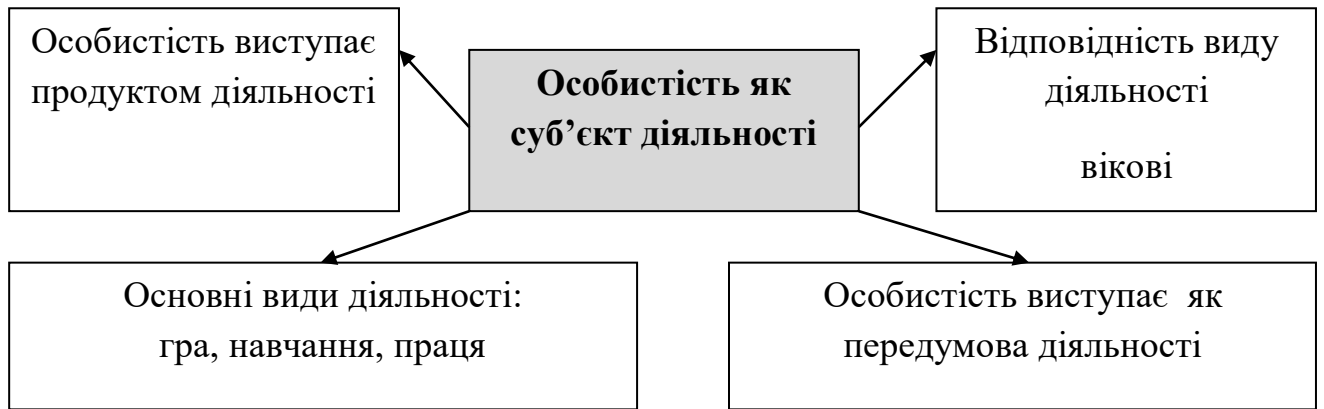 Особистість виступає
продуктом діяльності
Особистість як
суб’єкт діяльності
Відповідність виду
діяльності
вікові
Основні види діяльності:
гра, навчання, праця
Особистість виступає як
передумова діяльності